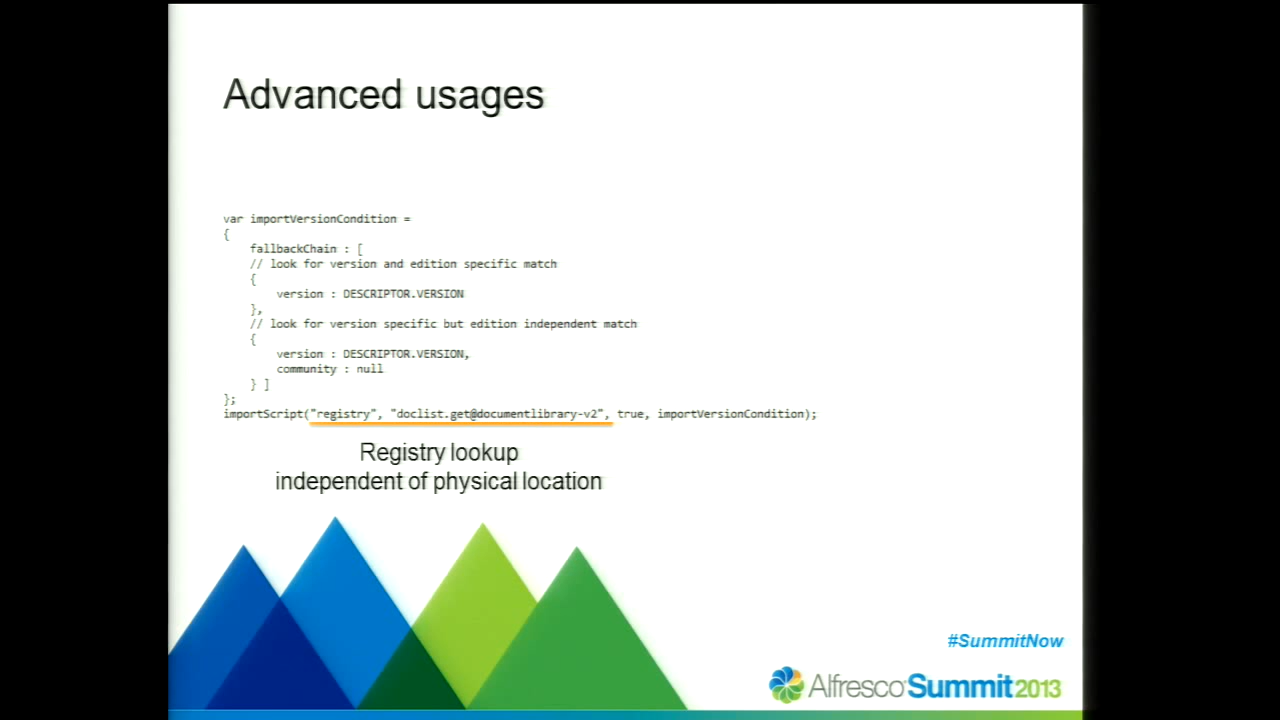 Advanced usages
var importVersionCondition =
{
fallbackChain : [
// look for version and edition specific match
{
version : DESCRIPTOR.VERSION
},
// look for version specific but edition independent match
{
version : DESCRIPTOR.VERSION,
community : null
} ]
};
importScript("registry", "doclist.get@documentlibrary-v2", true, importVersionCondition);
Registry lookup
independent of physical location
#SummitNow
Alfresco Summit 2013